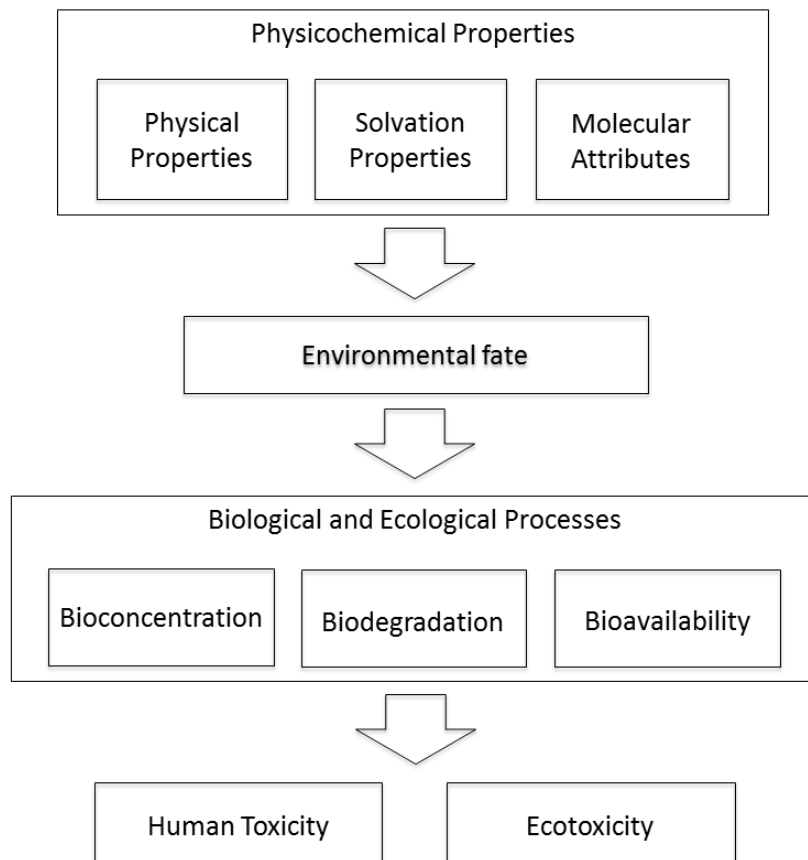 Physicochemical Properties
Physical
Properties
Solvation
Properties
Molecular
Attributes
Environmental fate
Biological and Ecological Processes
Bioconcentration
Biodegradation
Bioavailability
Human Toxicity
Ecotoxicity